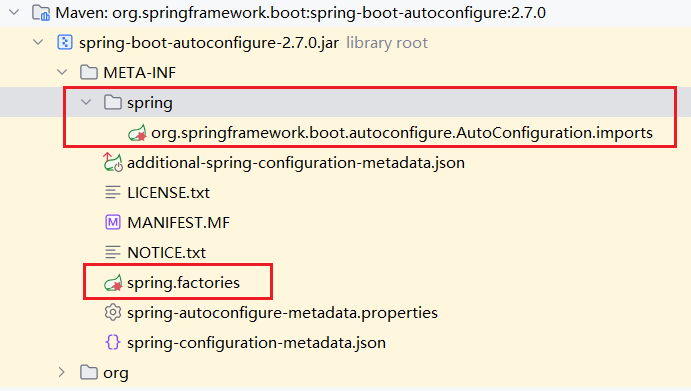 Maven: org.springframework.boot:spring-boot-autoconfigure:2.7.0
spring-boot-autoconfigure-2.7.0.jar library root
META-INF
spring
org.springframework.boot.autoconfigure.AutoConfiguration.imports
additional-spring-configuration-metadata.json
LICENSE.txt
M MANIFEST.MF
NOTICE.txt
spring.factories
spring-autoconfigure-metadata.properties
spring-configuration-metadata.json
org